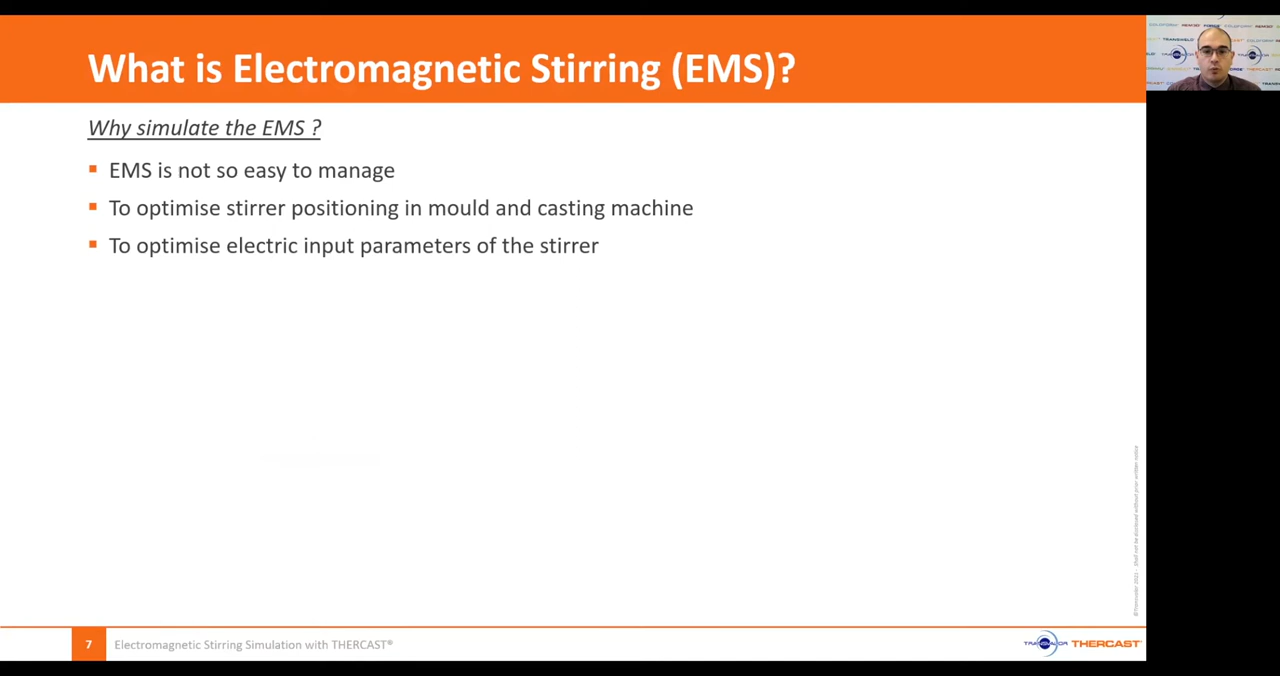 What is Electromagnetic Stirring (EMS)?
Why simulate the EMS ?
EMS is not so easy to manage
To optimise stirrer positioning in mould and casting machine
To optimise electric input parameters of the stirrer
7
Electromagnetic Stirring Simulation with THERCAST®
TRANSVALOR THERCAST®